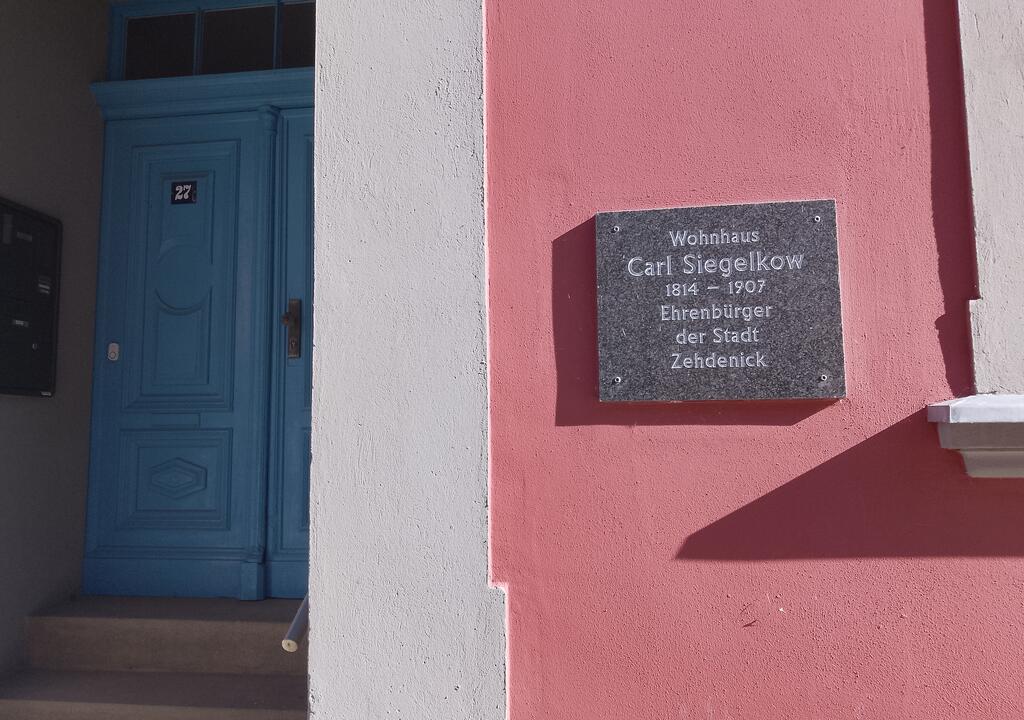 27
Wohnhaus
Carl Siegelkow
1814 – 1907
Ehrenbürger
der Stadt
Zehdenick